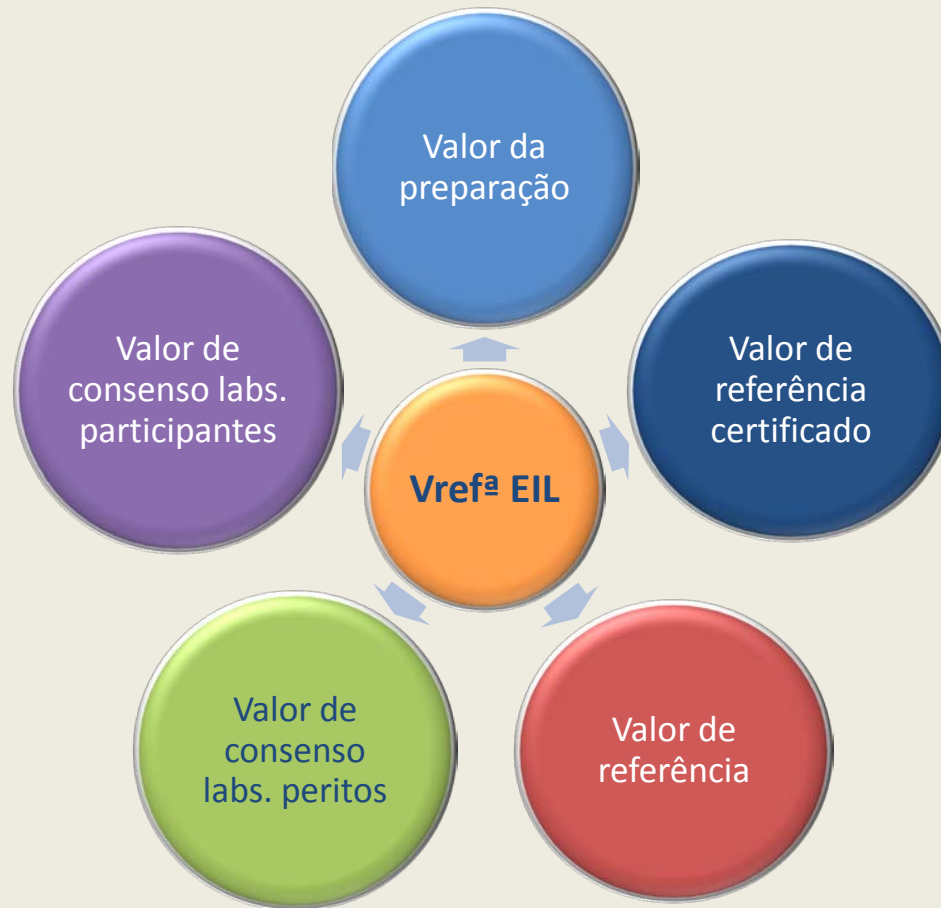 Valor da
preparação
Valor de
referência
certificado
Valor de
referência
Valor de
consenso
labs. peritos
Valor de
consenso labs.
participantes
Vrefª EIL